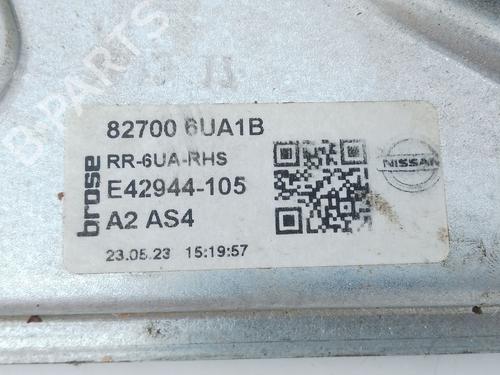 82700 6UA1B
RR-6UA-RHS
E42944-105
A2 AS4
23.05.23 15:19:57
brose
NISSAN
B-PARTS